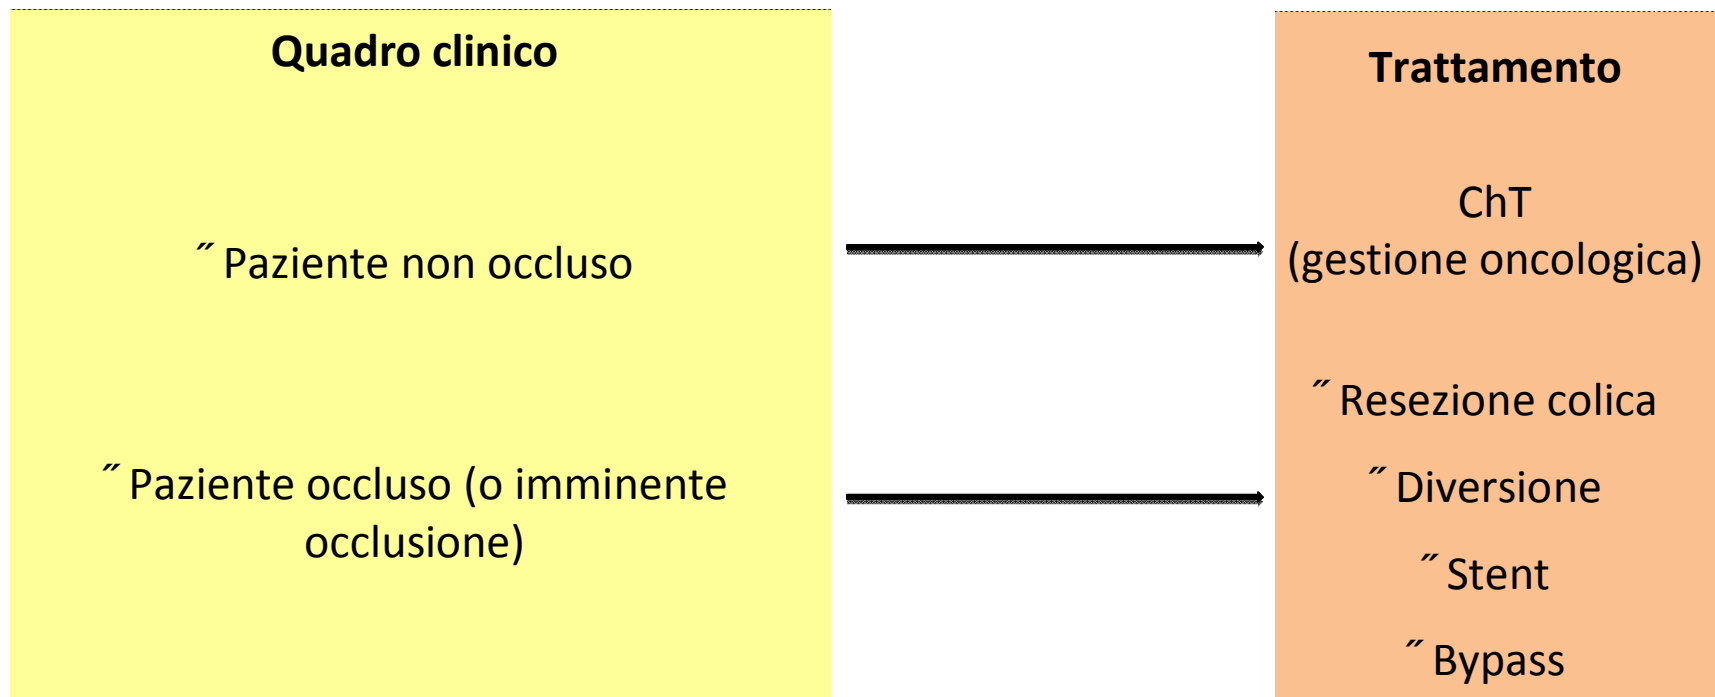 Quadro clinico
˝ Paziente non occluso
˝ Paziente occluso (o imminente
occlusione)
Trattamento
ChT
(gestione oncologica)
˝ Resezione colica
˝ Diversione
˝ Stent
˝ Bypass